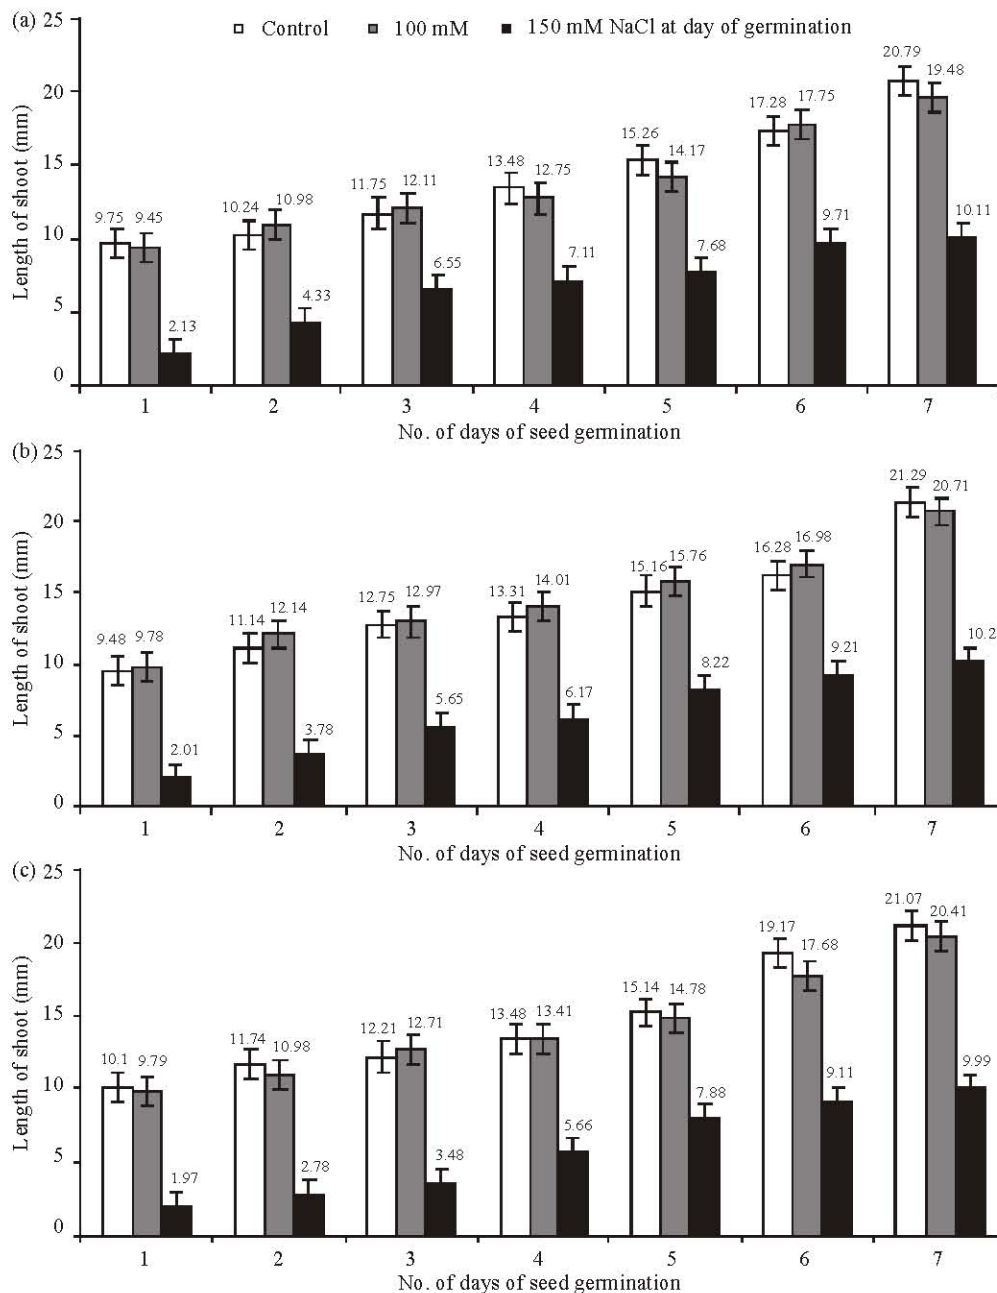 (a)
Control 100 mM 150 mM NaCl at day of germination
Length of shoot (mm)
25
20
15
10
5
0
9.75 9.45 2.13
10.24 10.98 4.33
11.75 12.11 6.55
13.48 12.75 7.11
15.26 14.17 7.68
17.28 17.75 9.71
20.79 19.48 10.11
1 2 3 4 5 6 7
No. of days of seed germination
(b)
Length of shoot (mm)
25
20
15
10
5
0
9.48 9.78 2.01
11.14 12.14 3.78
12.75 12.97 5.65
13.31 14.01 6.17
15.16 15.76 8.22
16.28 16.98 9.21
21.29 20.71 10.2
1 2 3 4 5 6 7
No. of days of seed germination
(c)
Length of shoot (mm)
25
20
15
10
5
0
10.1 9.79 1.97
11.74 10.98 2.78
12.21 12.71 3.48
13.48 13.41 5.66
15.14 14.78 7.88
19.17 17.68 9.11
21.07 20.41 9.99
1 2 3 4 5 6 7
No. of days of seed germination